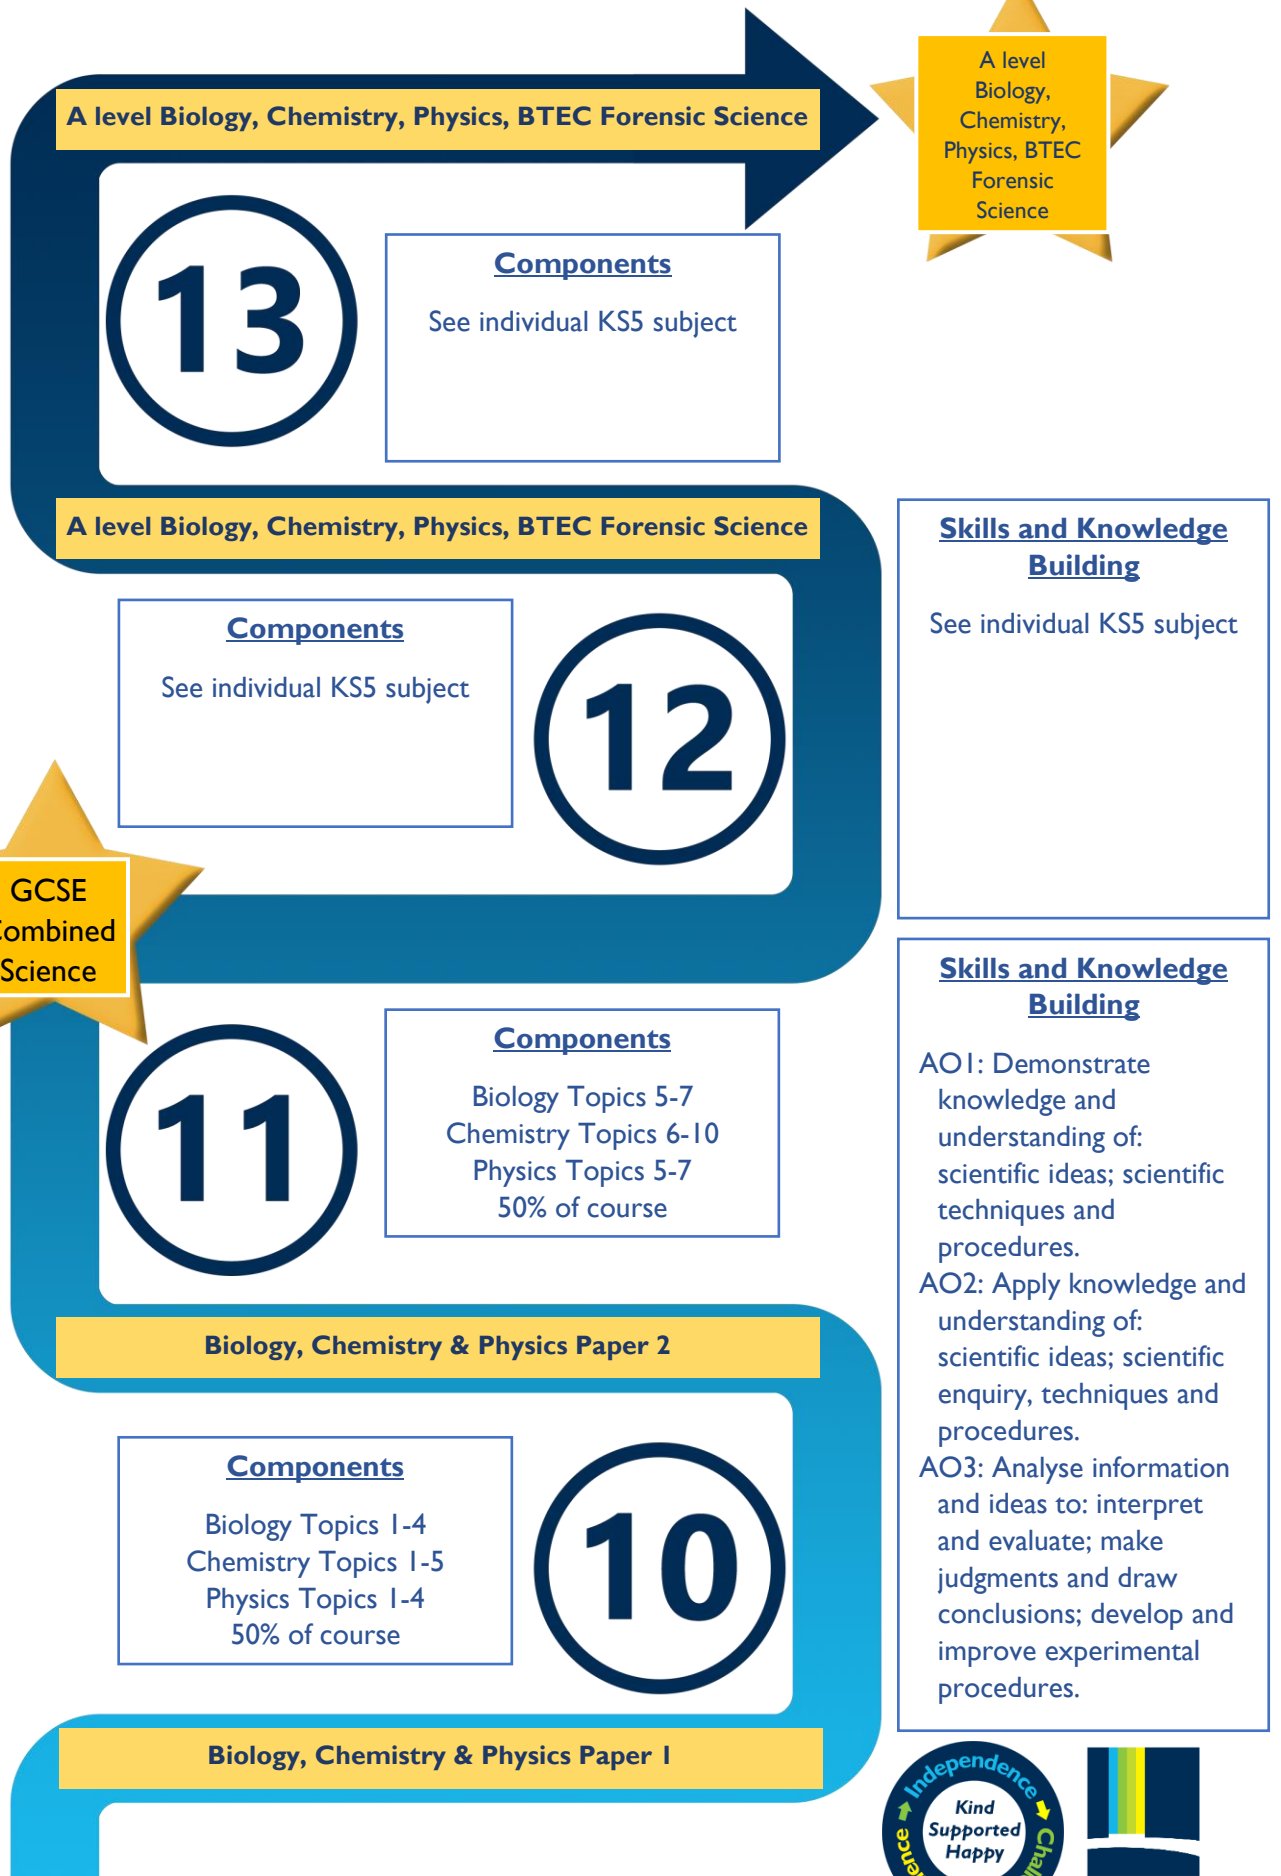 A level
Biology,
Chemistry,
Physics, BTEC
Forensic
Science
A level Biology, Chemistry, Physics, BTEC Forensic Science
13
Components
See individual KS5 subject
A level Biology, Chemistry, Physics, BTEC Forensic Science
Components
See individual KS5 subject
12
Skills and Knowledge
Building
See individual KS5 subject
GCSE
Combined
Science
11
Components
Biology Topics 5-7
Chemistry Topics 6-10
Physics Topics 5-7
50% of course
Biology, Chemistry & Physics Paper 2
Components
Biology Topics 1-4
Chemistry Topics 1-5
Physics Topics 1-4
50% of course
10
Biology, Chemistry & Physics Paper 1
Skills and Knowledge
Building
AO1: Demonstrate
knowledge and
understanding of:
scientific ideas; scientific
techniques and
procedures.
AO2: Apply knowledge and
understanding of:
scientific ideas; scientific
enquiry, techniques and
procedures.
AO3: Analyse information
and ideas to: interpret
and evaluate; make
judgments and draw
conclusions; develop and
improve experimental
procedures.
Independence
Kind
Supported
Happy